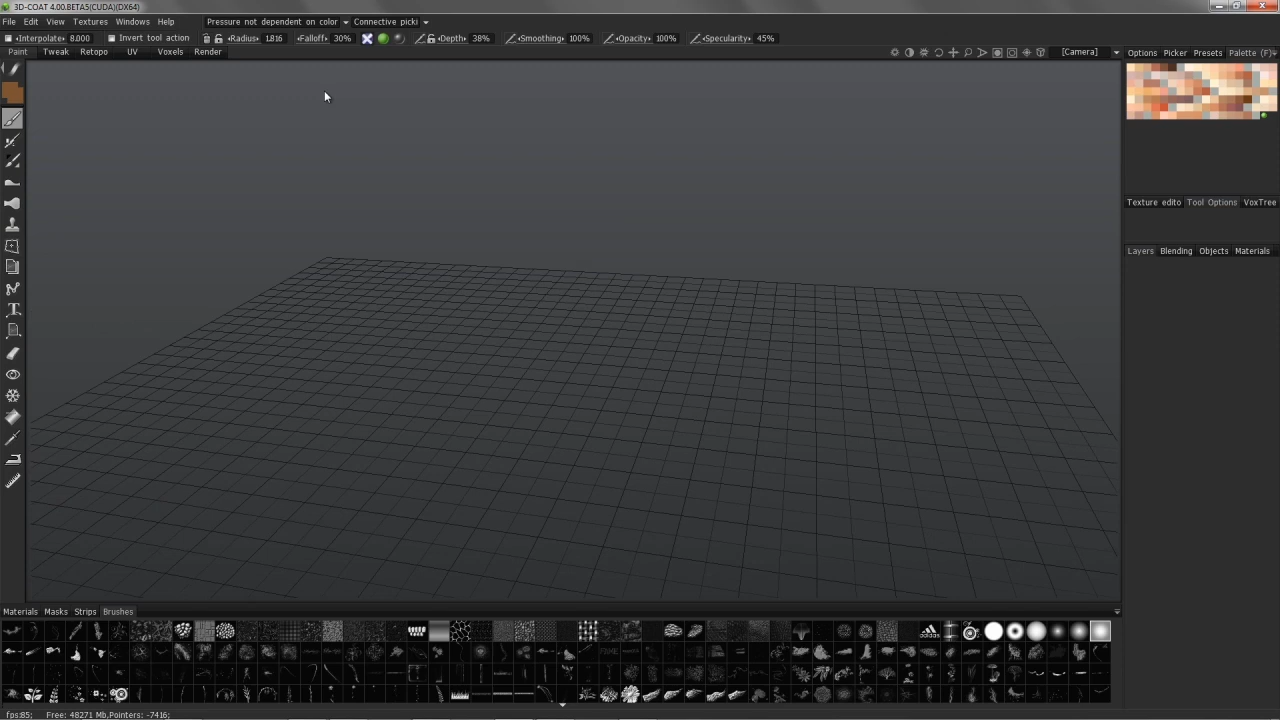 3D-COAT 4.00.BETA5(CUDA)(DX64)
File Edit View Textures Windows Help Pressure not dependent on color Connective picki
Interpolate 8.000 Invert tool action Radius 1.816 Falloff 30% Depth 38% Smoothing 100% Opacity 100% Specularity 45%
Paint Tweak Retopo UV Voxels Render [Camera]
Options Picker Presets Palette (F)
Texture edito Tool Options VoxTree
Layers Blending Objects Materials
Materials Masks Strips Brushes
adidas
fps:85; Free: 48271 Mb,Pointers: -7416;